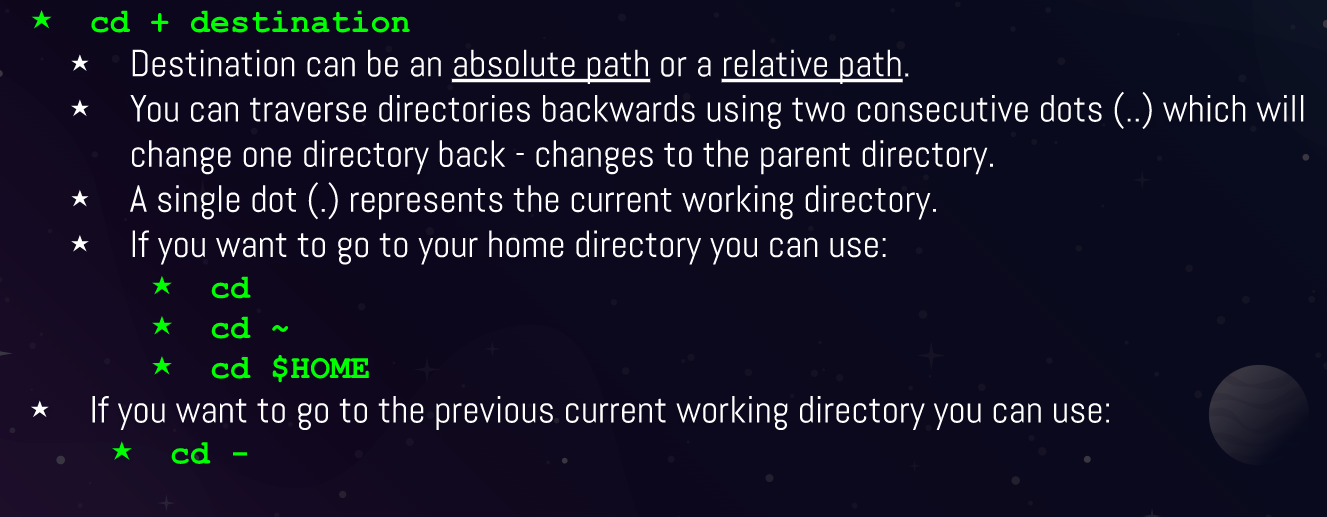 cd + destination
Destination can be an absolute path or a relative path.
You can traverse directories backwards using two consecutive dots (..) which will
change one directory back - changes to the parent directory.
A single dot (.) represents the current working directory.
If you want to go to your home directory you can use:
cd
cd ~
cd $HOME
If you want to go to the previous current working directory you can use:
cd -